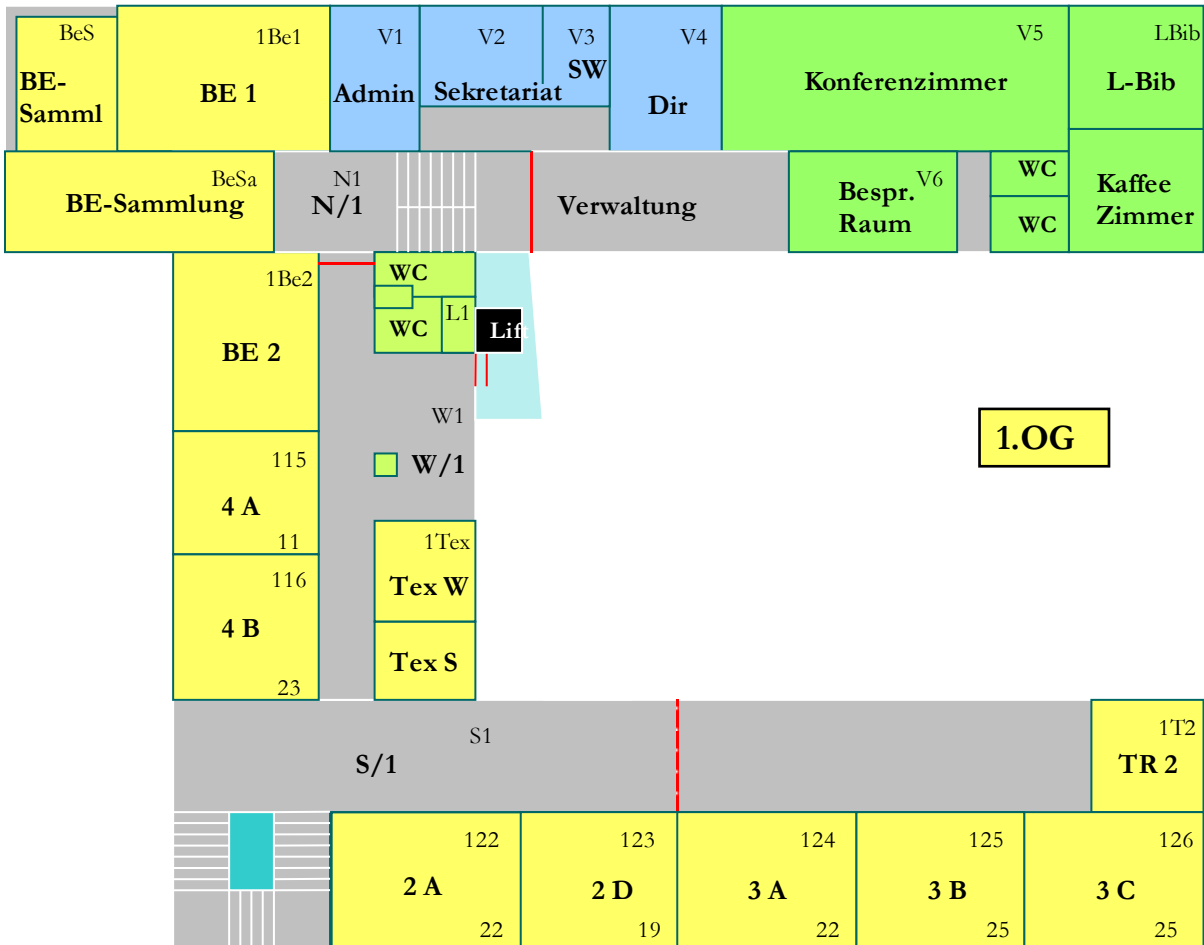 BeS
BE-
Samml
1Be1
BE 1
V1
Admin
V2
Sekretariat
V3
SW
V4
Dir
V5
Konferenzimmer
LBib
L-Bib
BeSa
BE-Sammlung
N1
N/1
Verwaltung
V6
Bespr.
Raum
WC
WC
Kaffee
Zimmer
1Be2
BE 2
WC
WC
L1
Lift
W1
W/1
1.OG
115
4 A
11
116
4 B
23
1Tex
Tex W
Tex S
S1
S/1
1T2
TR 2
122
2 A
22
123
2 D
19
124
3 A
22
125
3 B
25
126
3 C
25